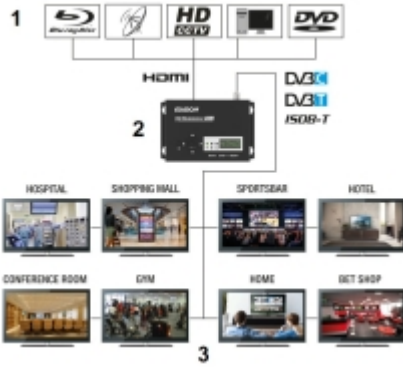 1
Blu-ray Disc
HD
CCTV
DVD
HDMI
DVB C
DVB T
ISDB-T
2
HOSPITAL
SHOPPING MALL
SPORTSBAR
HOTEL
CONFERENCE ROOM
GYM
HOME
BET SHOP
3